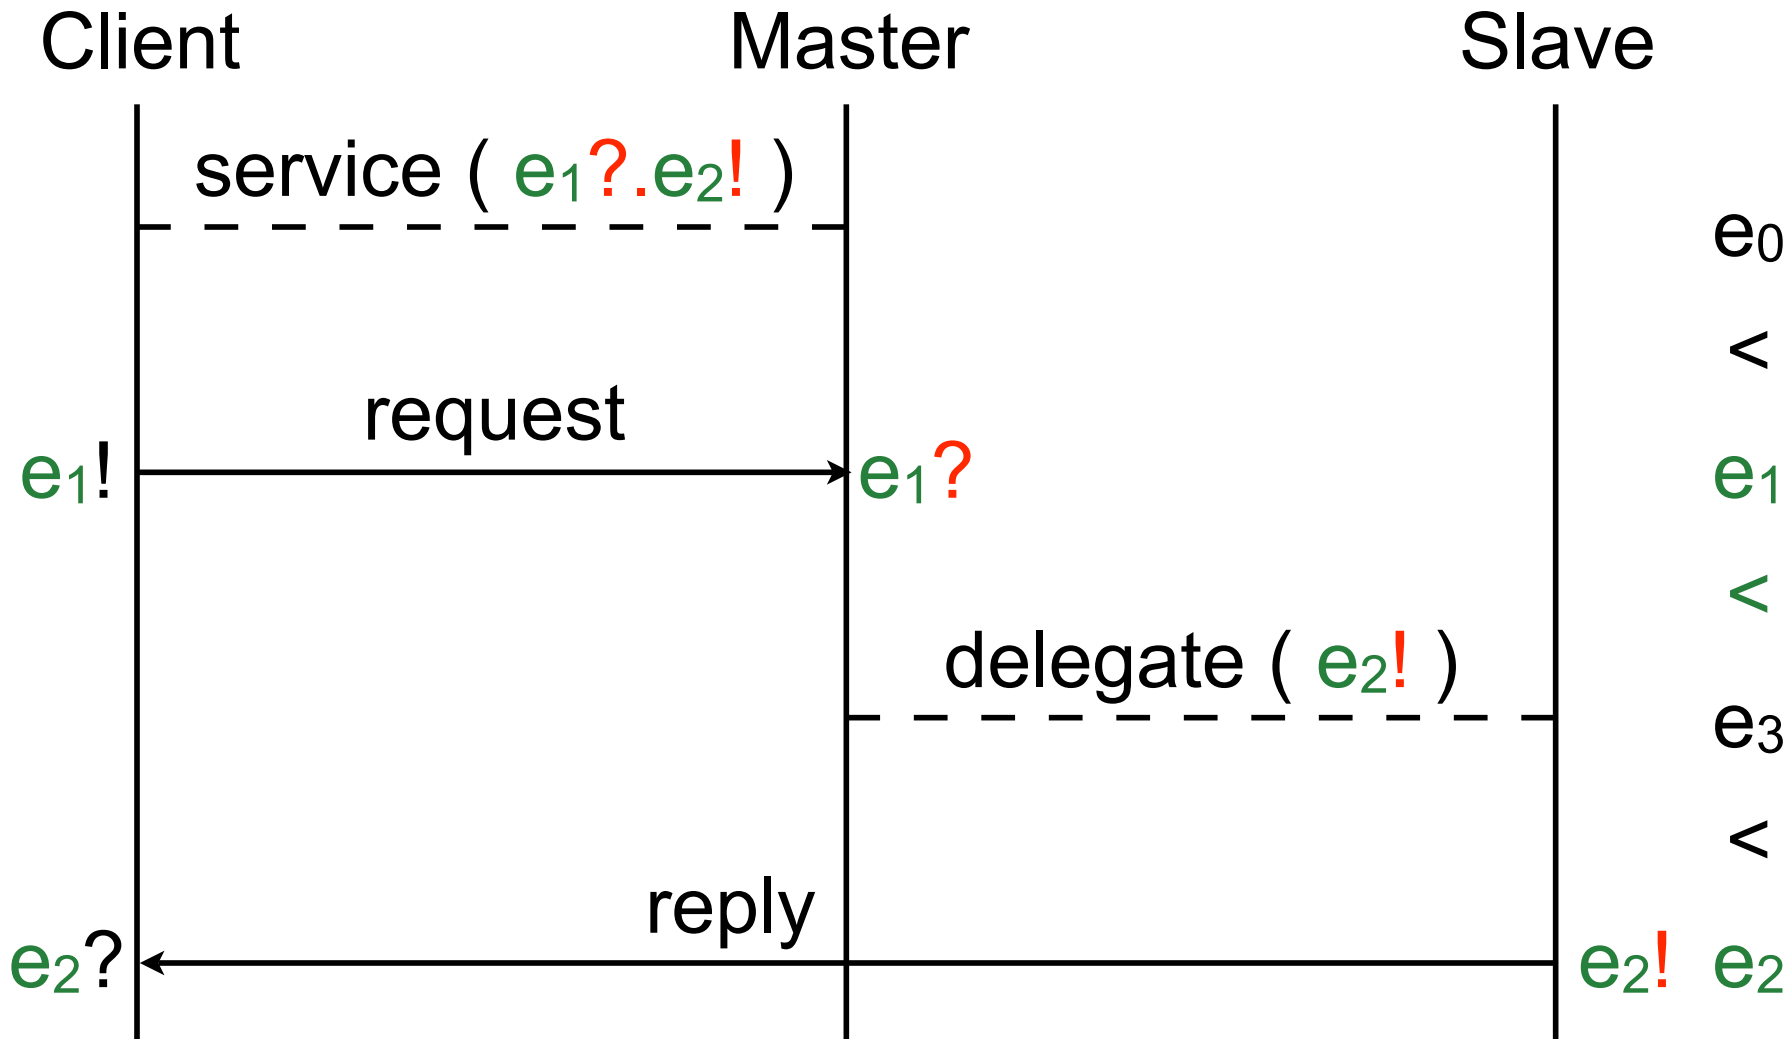 Client Master Slave
service ( e₁?.e₂! )
e₀
<
request
e₁! e₁? e₁
<
delegate ( e₂! )
e₃
<
reply
e₂? e₂! e₂